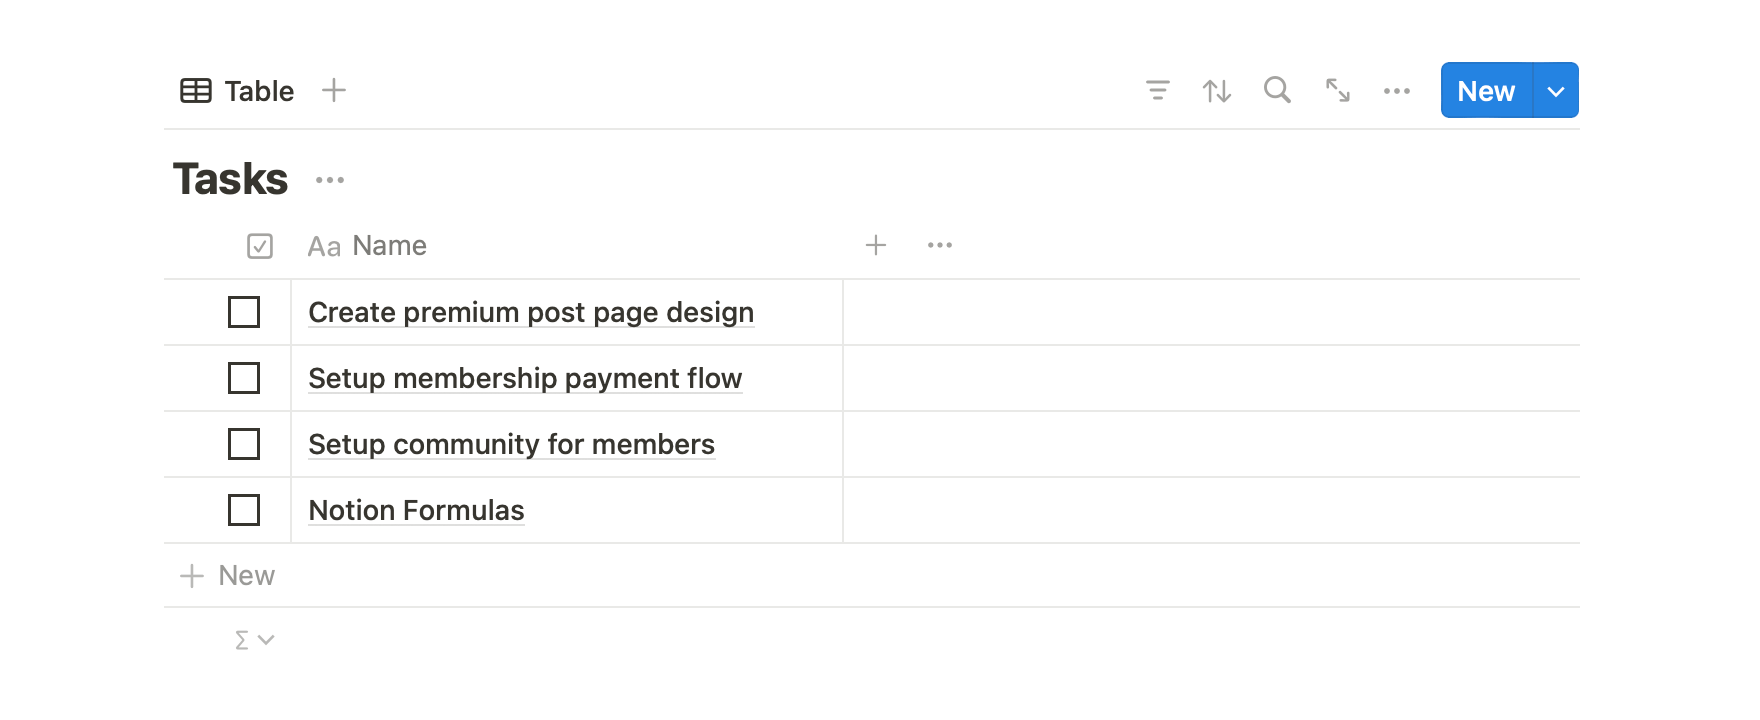 Table
New
Tasks
Aa Name
Create premium post page design
Setup membership payment flow
Setup community for members
Notion Formulas
New
Σ